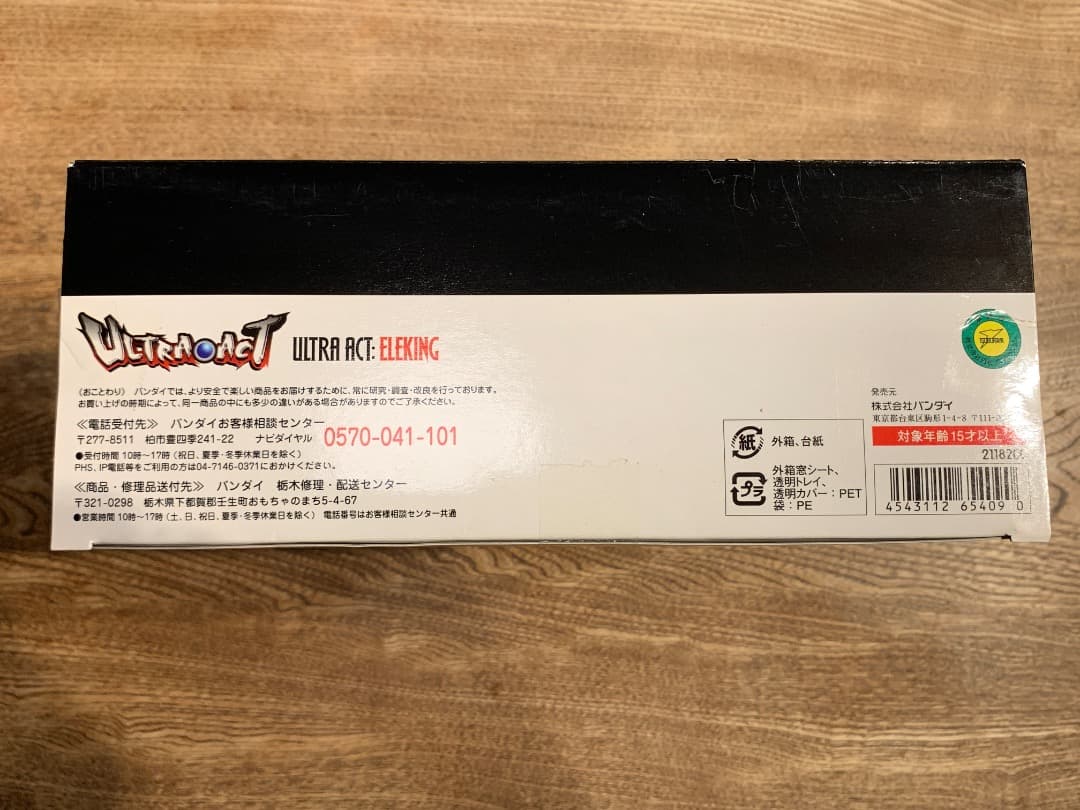 ULTRA ACT
ULTRA ACT: ELEKING
《おことわり》 バンダイでは、より安全で楽しい商品をお届けするために、常に研究・調査・改良を行っております。
お買い上げの時期によって、同一商品の中にも多少の違いがある場合がありますのでご了承ください。
≪電話受付先≫ バンダイお客様相談センター
〒277-8511 柏市豊四季241-22 ナビダイヤル 0570-041-101
●受付時間 10時〜17時(祝日、夏季・冬季休業日を除く)
PHS、IP電話等をご利用の方は04-7146-0371におかけください。
≪商品・修理品送付先≫ バンダイ 栃木修理・配送センター
〒321-0298 栃木県下都賀郡壬生町おもちゃのまち5-4-67
●営業時間 10時〜17時(土、日、祝日、夏季・冬季休業日を除く) 電話番号はお客様相談センター共通
紙 外箱、台紙
プラ 外箱窓シート、
透明トレイ、
透明カバー:PET
袋:PE
発売元
株式会社バンダイ
東京都台東区駒形1-4-8 〒111-
対象年齢15才以上
4543112 65409 0